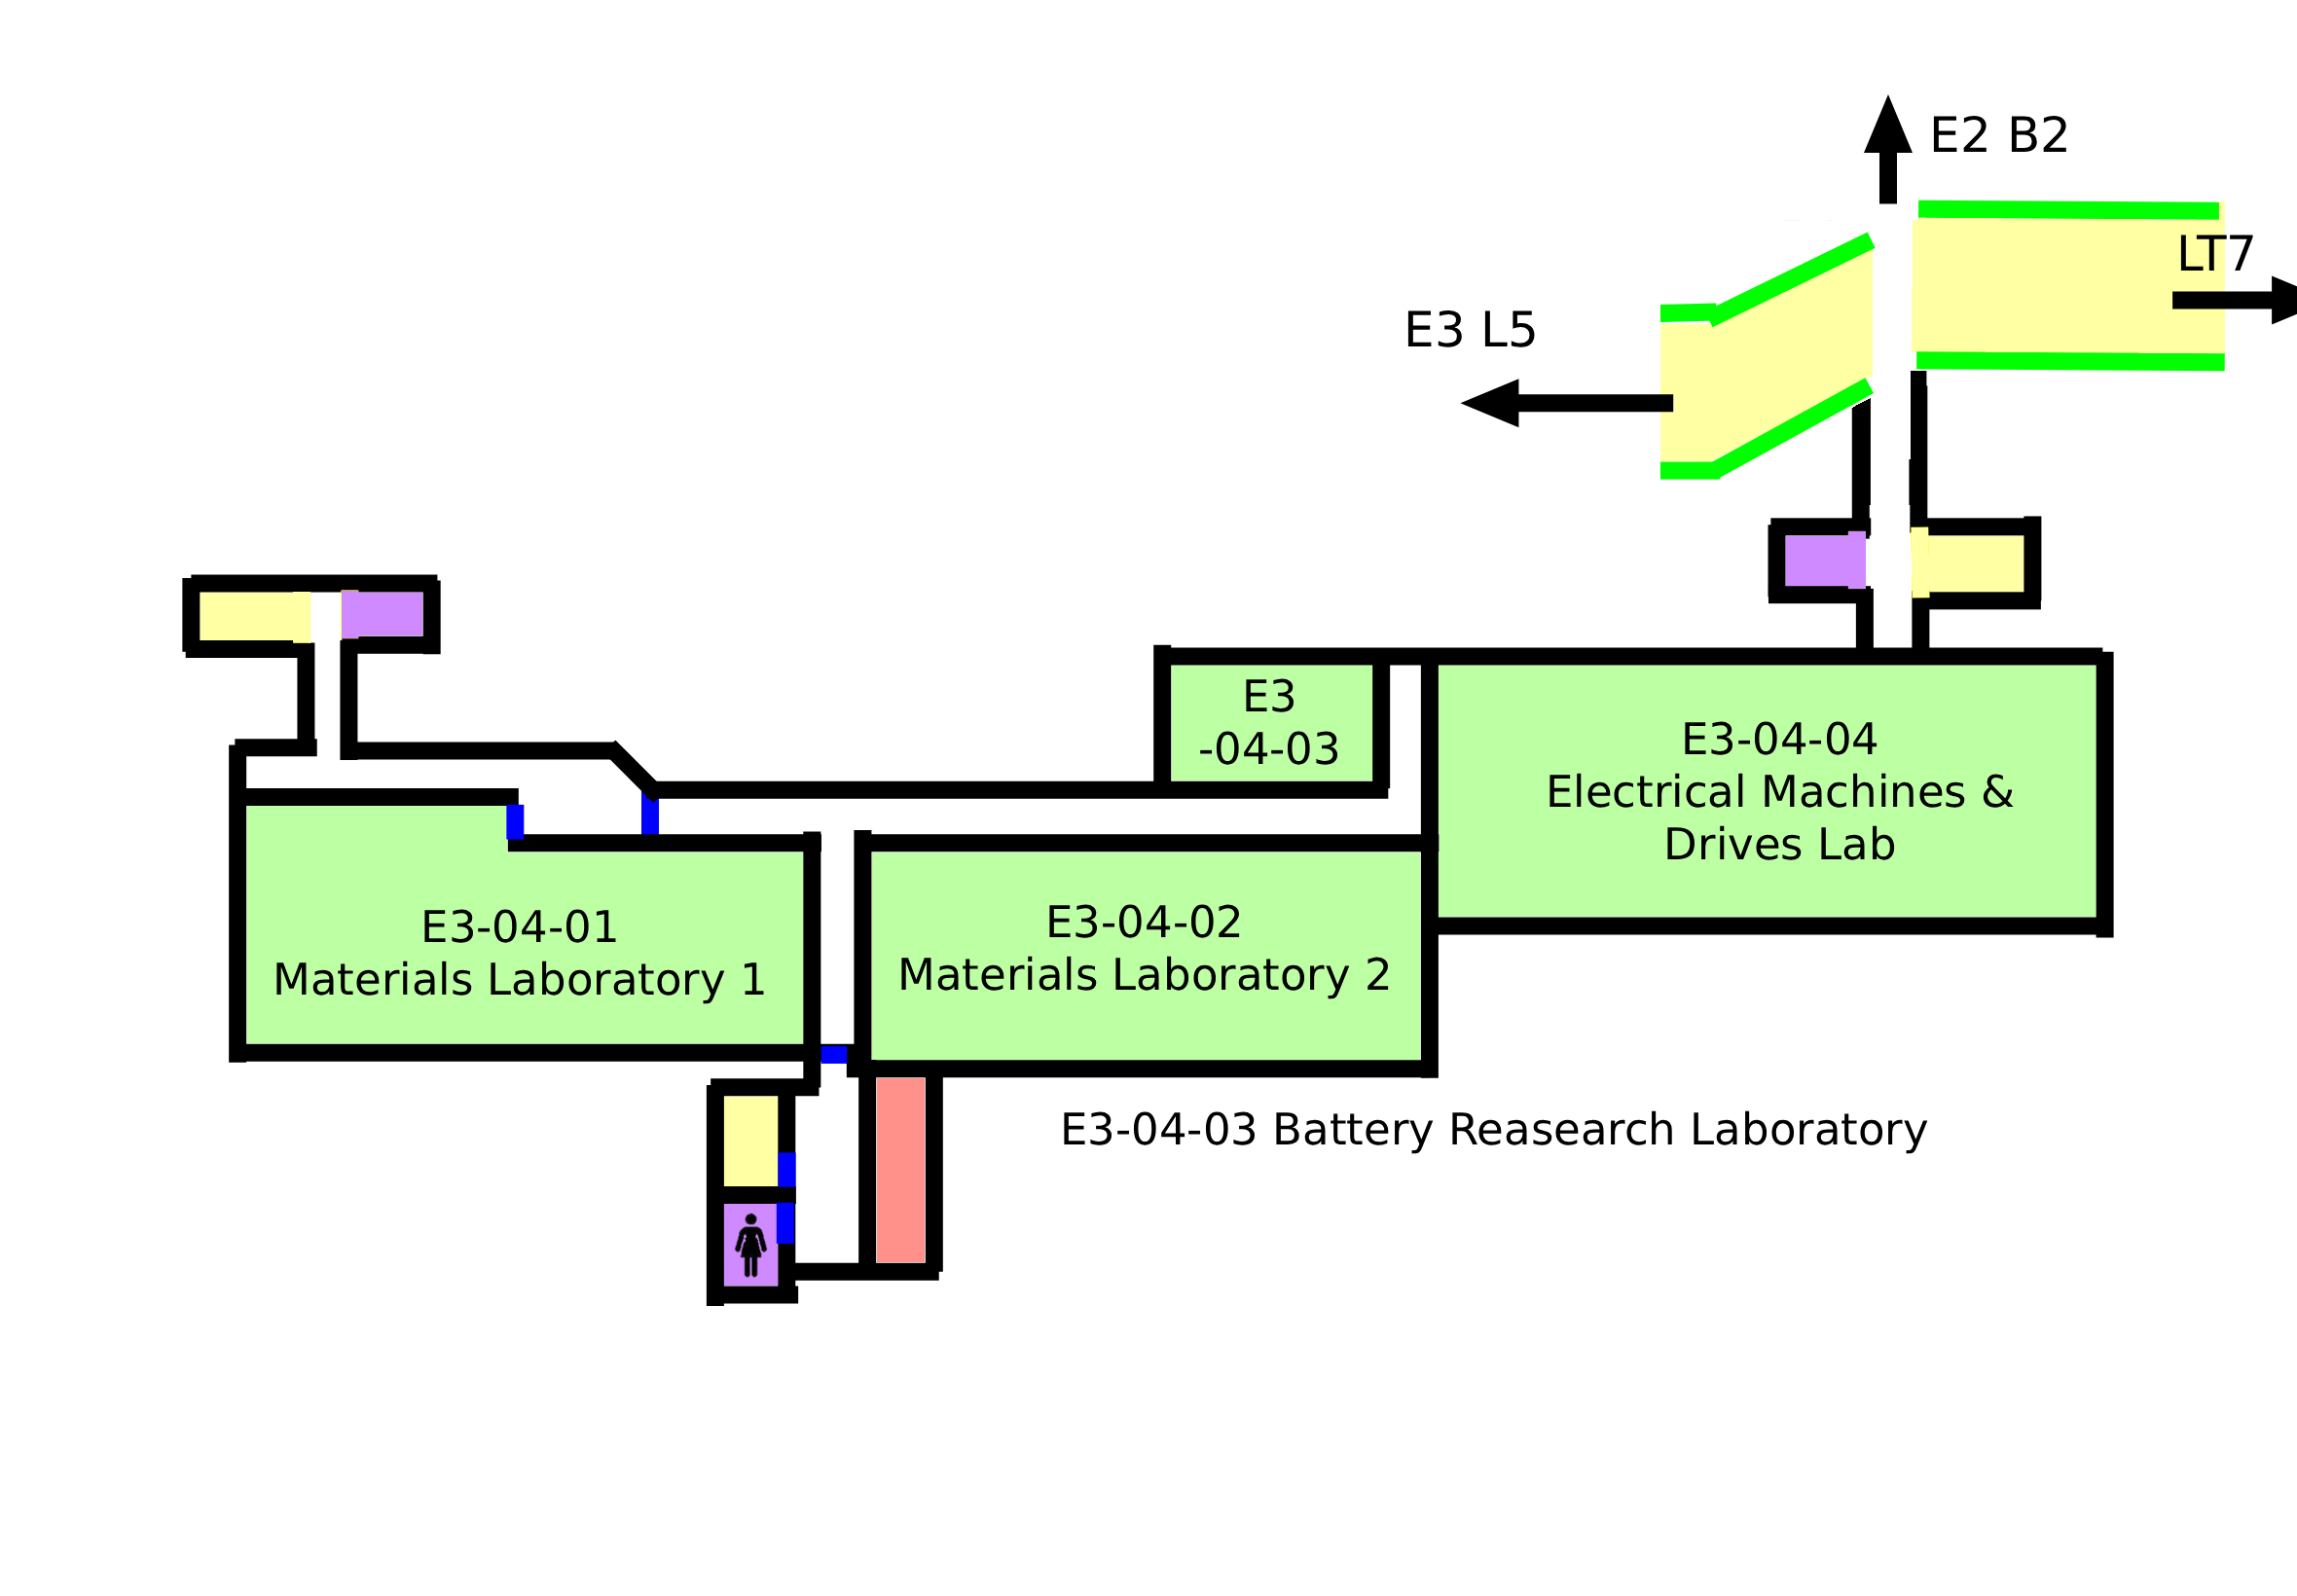 E2 B2
LT7
E3 L5
E3
-04-03
E3-04-04
Electrical Machines &
Drives Lab
E3-04-01
Materials Laboratory 1
E3-04-02
Materials Laboratory 2
E3-04-03 Battery Reasearch Laboratory